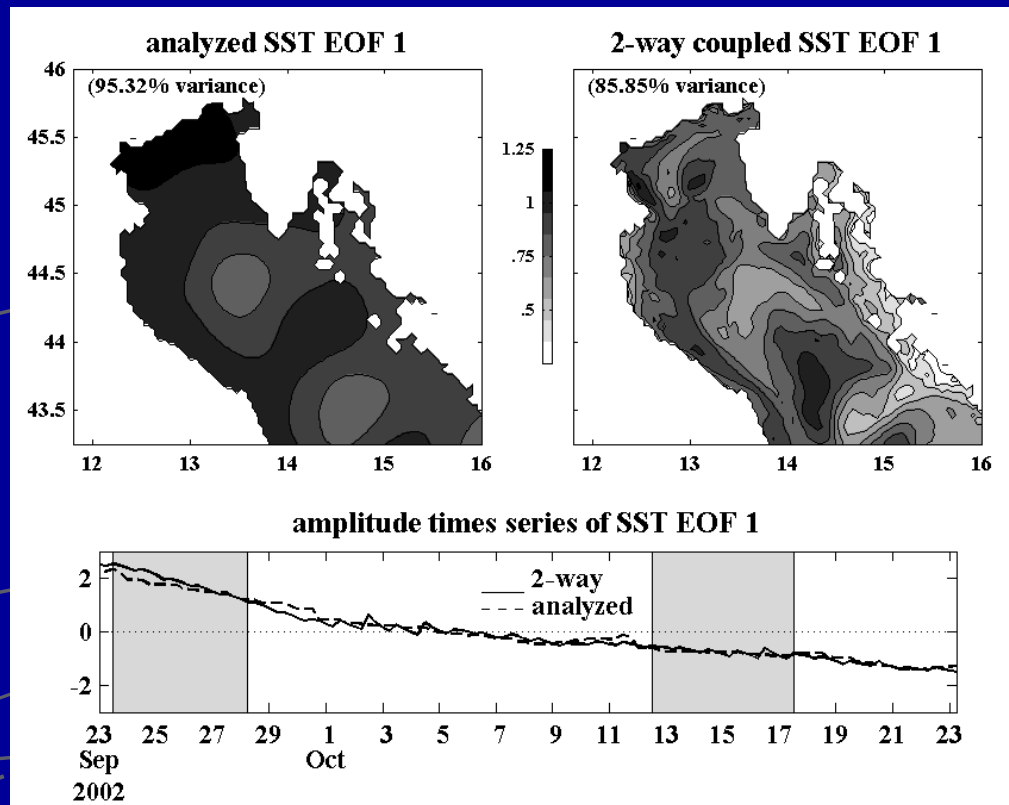 analyzed SST EOF 1
2-way coupled SST EOF 1
(95.32% variance)
(85.85% variance)
46
45.5
45
44.5
44
43.5
12 13 14 15 16
1.25
1
.75
.5
12 13 14 15 16
amplitude times series of SST EOF 1
2
0
-2
2-way
analyzed
23 25 27 29 1 3 5 7 9 11 13 15 17 19 21 23
Sep Oct
2002